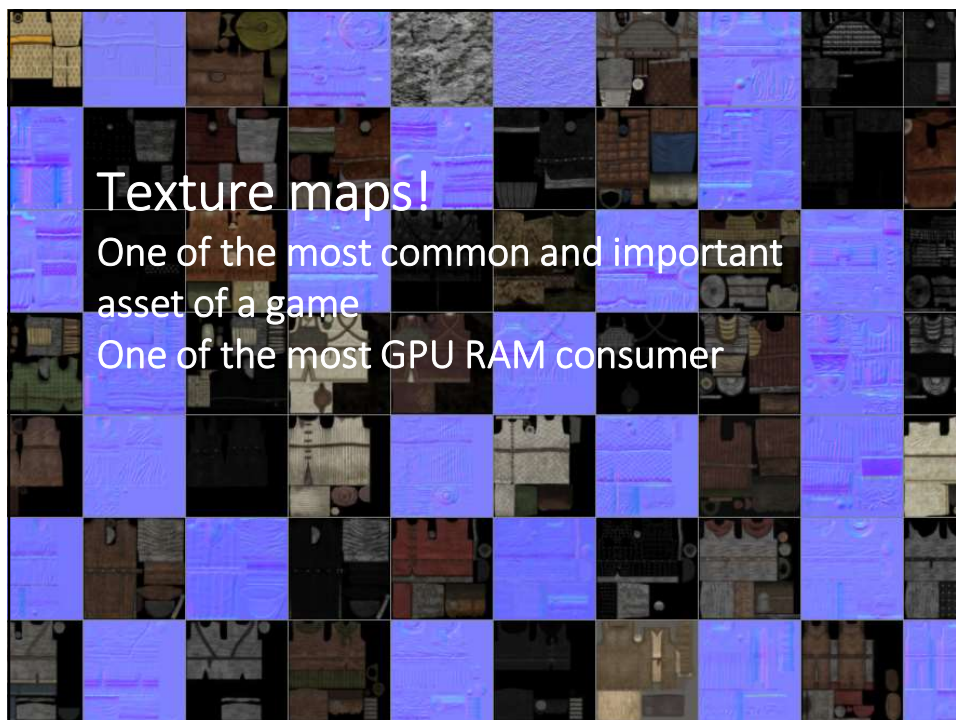 Texture maps!
One of the most common and important
asset of a game
One of the most GPU RAM consumer